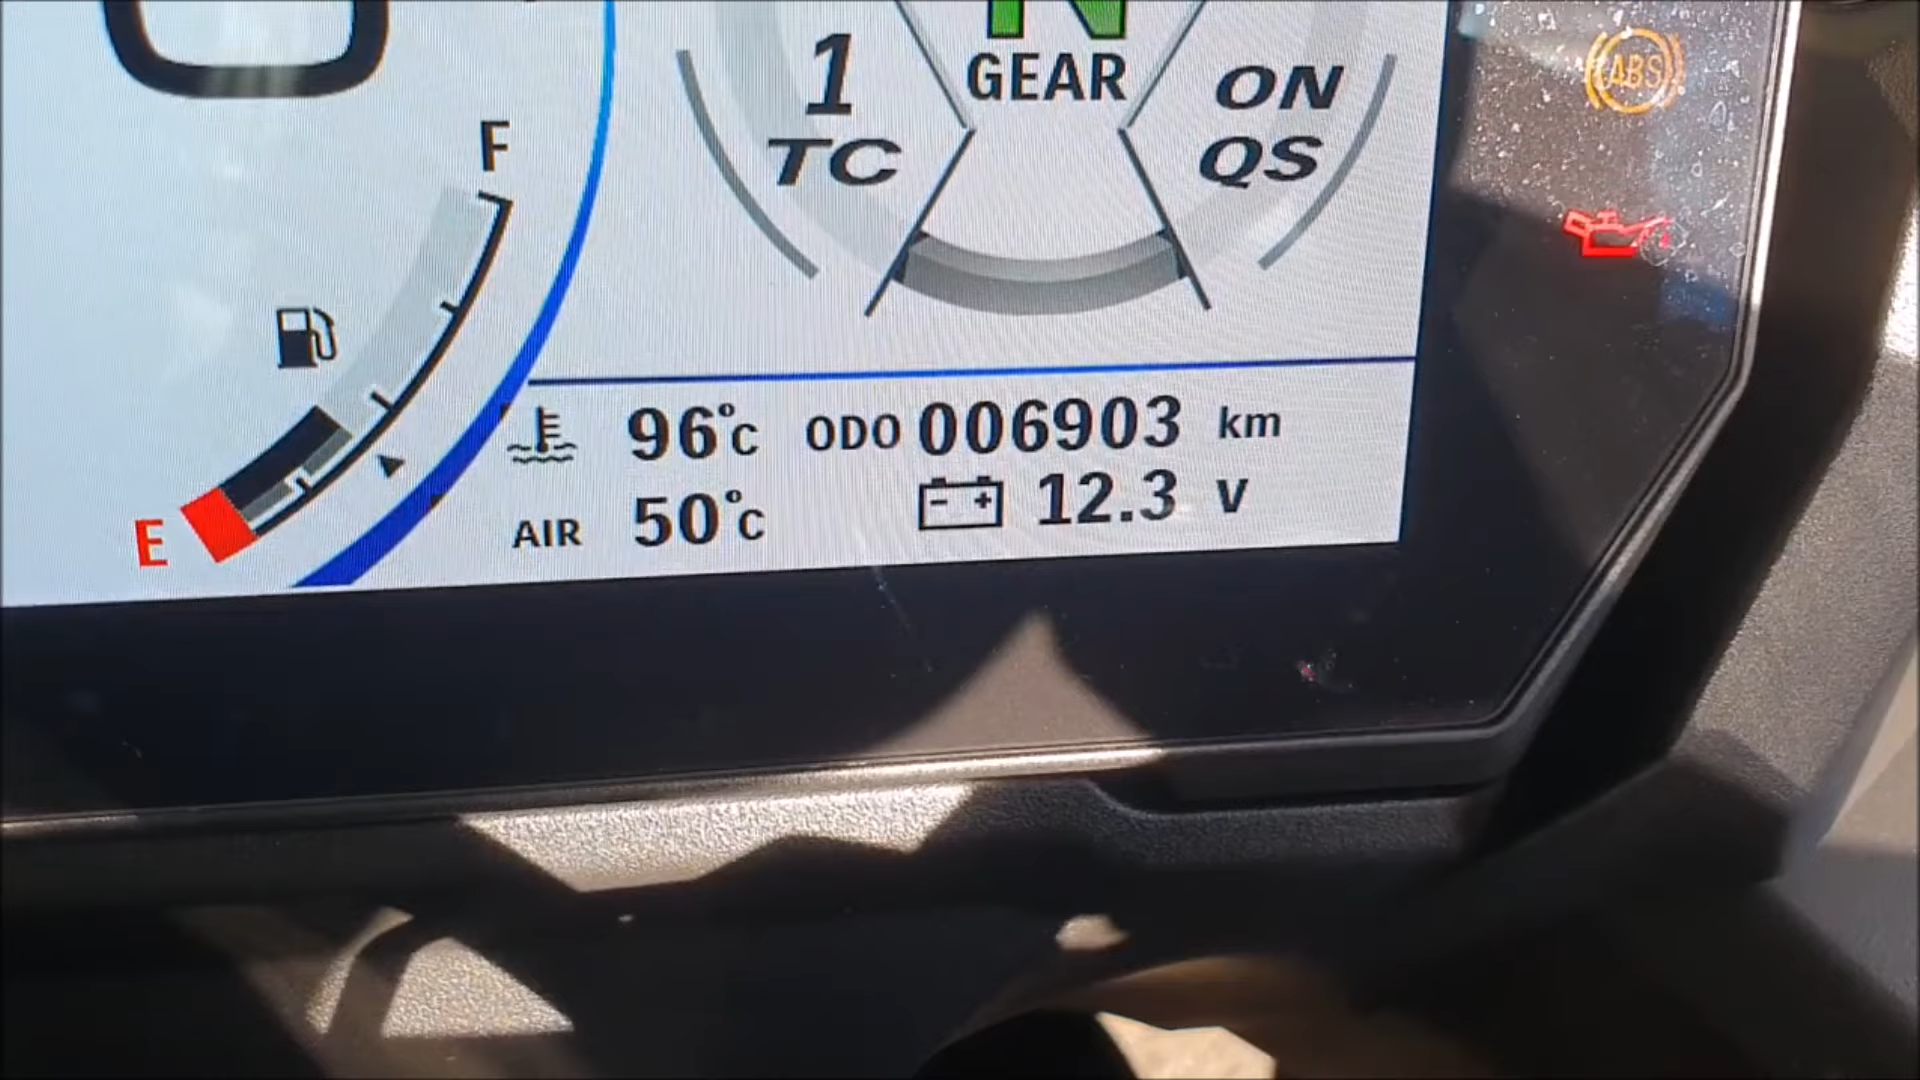 N
1
GEAR
ON
TC
QS
ABS
F
E
96°C ODO 006903 km
AIR 50°C
- + 12.3 V